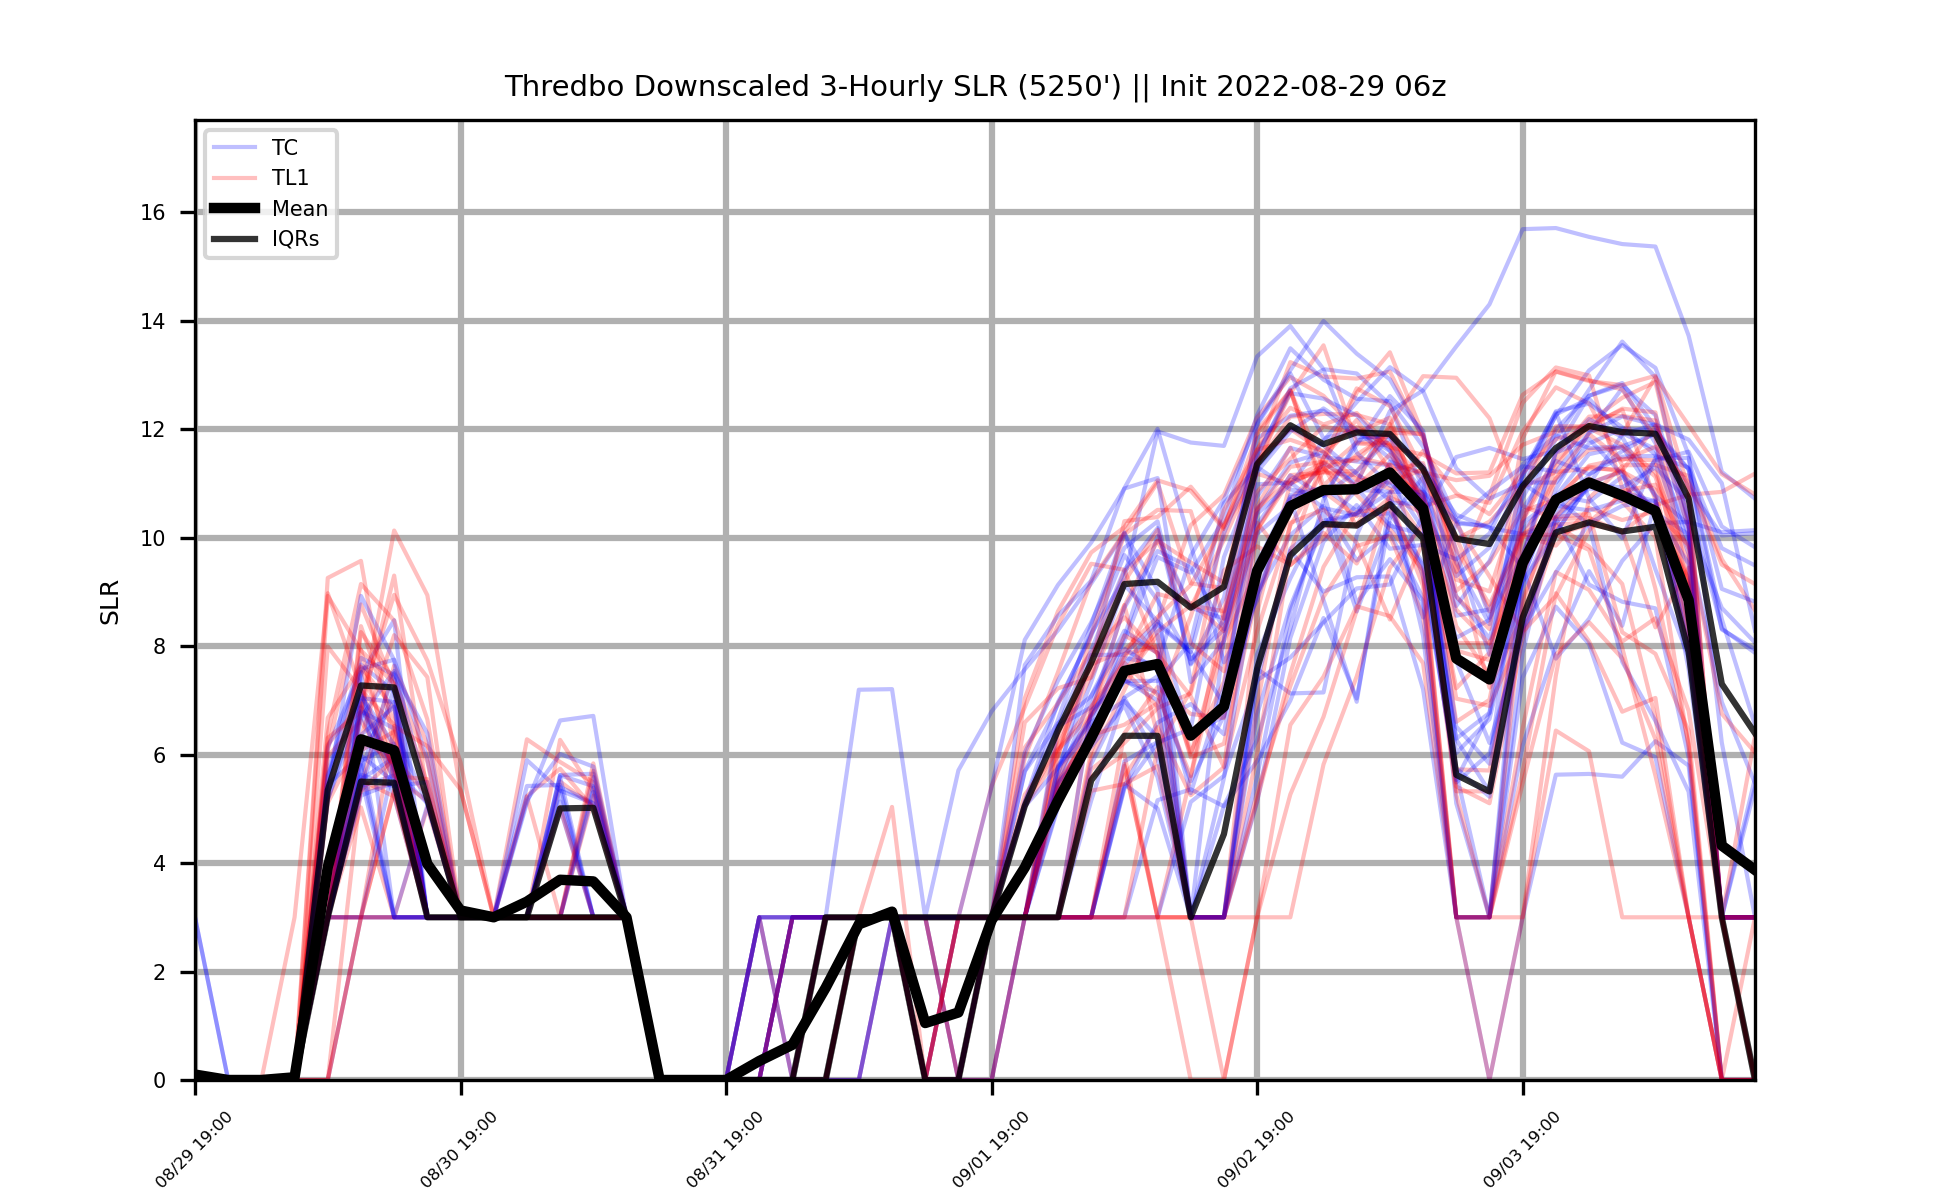 Thredbo Downscaled 3-Hourly SLR (5250') || Init 2022-08-29 06z
TC
TL1
Mean
IQRs
SLR
16
14
12
10
8
6
4
2
0
08/29 19:00
08/30 19:00
08/31 19:00
09/01 19:00
09/02 19:00
09/03 19:00